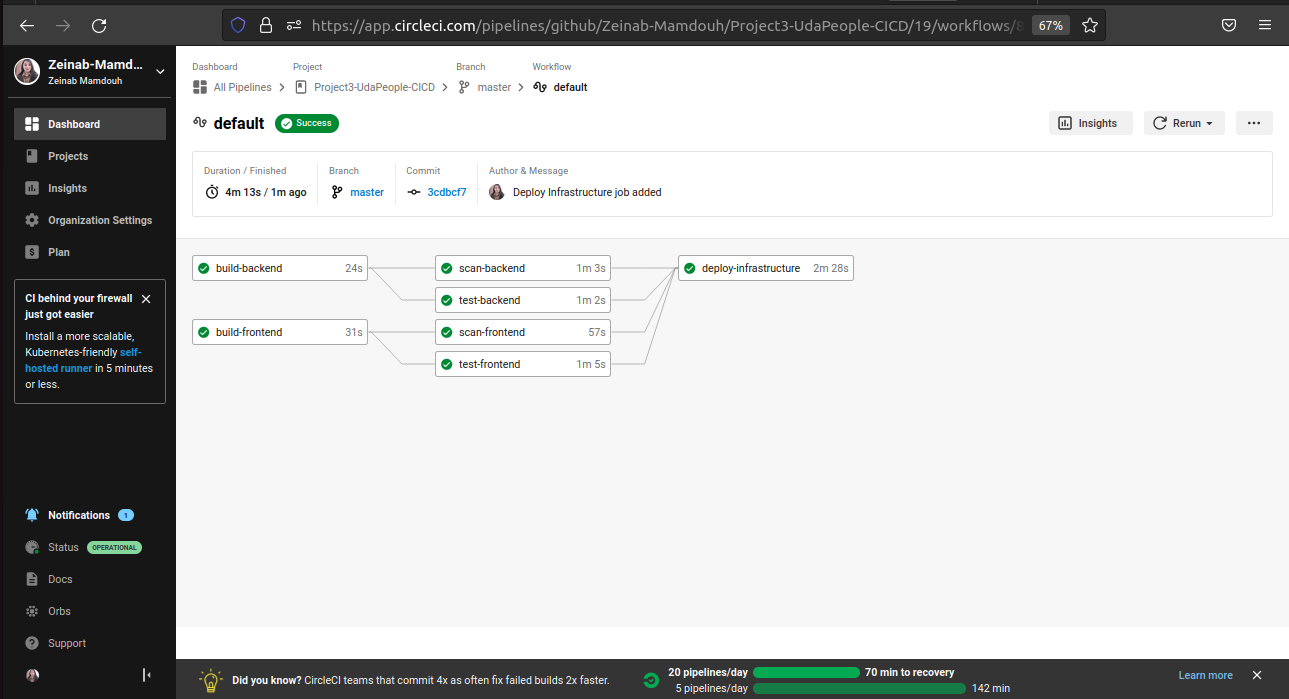 https://app.circleci.com/pipelines/github/Zeinab-Mamdouh/Project3-UdaPeople-CICD/19/workflows/8
67%
Zeinab-Mamd...
Zeinab Mamdouh
Dashboard
Projects
Insights
Organization Settings
Plan
CI behind your firewall
just got easier
Install a more scalable,
Kubernetes-friendly self-
hosted runner in 5 minutes
or less.
Notifications 1
Status OPERATIONAL
Docs
Orbs
Support
Dashboard Project Branch Workflow
All Pipelines Project3-UdaPeople-CICD master default
default Success
Insights Rerun
Duration / Finished Branch Commit Author & Message
4m 13s / 1m ago master 3cdbcf7 Deploy Infrastructure job added
build-backend 24s scan-backend 1m 3s deploy-infrastructure 2m 28s
test-backend 1m 2s
build-frontend 31s scan-frontend 57s
test-frontend 1m 5s
Did you know? CircleCI teams that commit 4x as often fix failed builds 2x faster.
20 pipelines/day 70 min to recovery
5 pipelines/day 142 min
Learn more